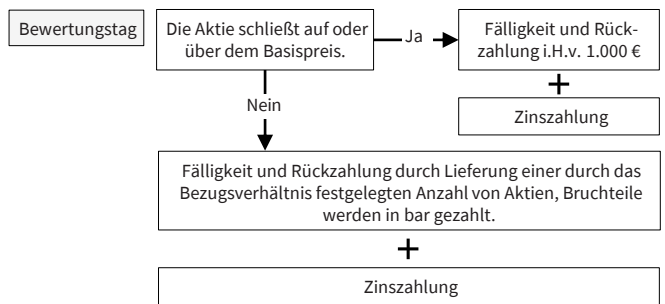 Bewertungstag
Die Aktie schließt auf oder
über dem Basispreis.
Ja
Fälligkeit und Rück-
zahlung i.H.v. 1.000 €
+
Zinszahlung
Nein
Fälligkeit und Rückzahlung durch Lieferung einer durch das
Bezugsverhältnis festgelegten Anzahl von Aktien, Bruchteile
werden in bar gezahlt.
+
Zinszahlung